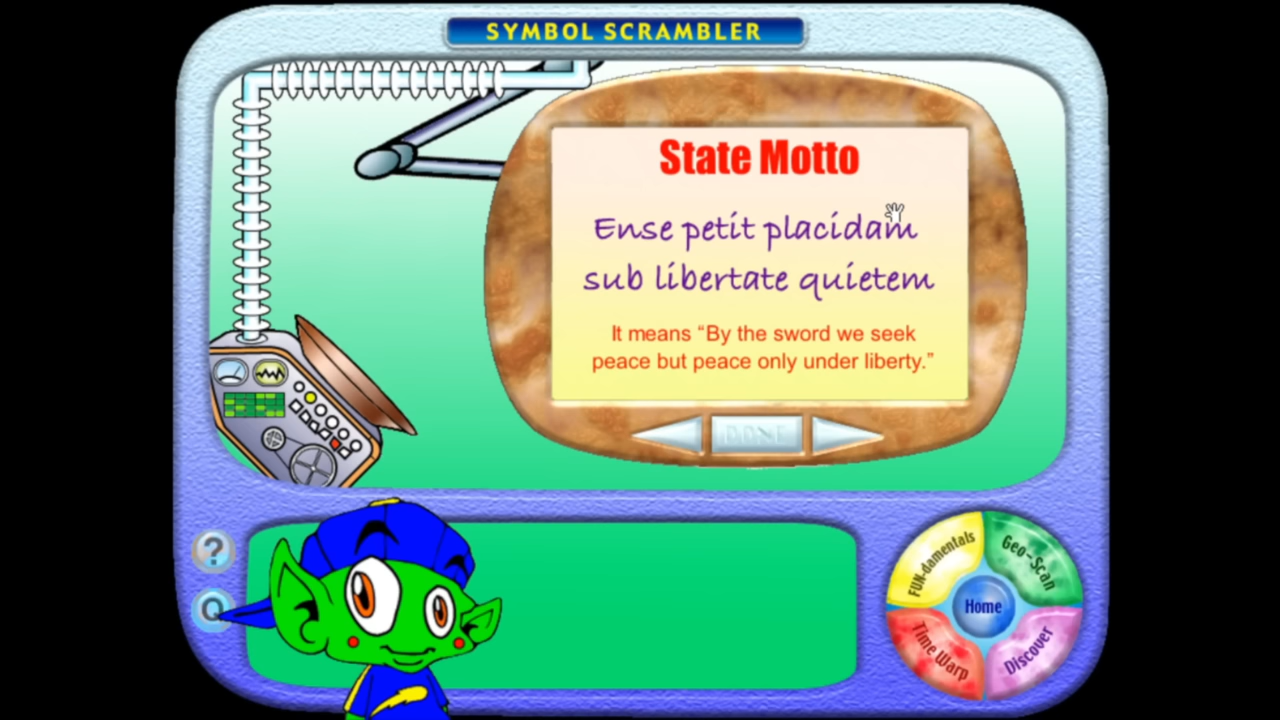 SYMBOL SCRAMBLER
State Motto
Ense petit placidam
sub libertate quietem
It means “By the sword we seek
peace but peace only under liberty.”
DONE
?
Q
FUN-damentals
Geo-Scan
Home
Time Warp
Discover